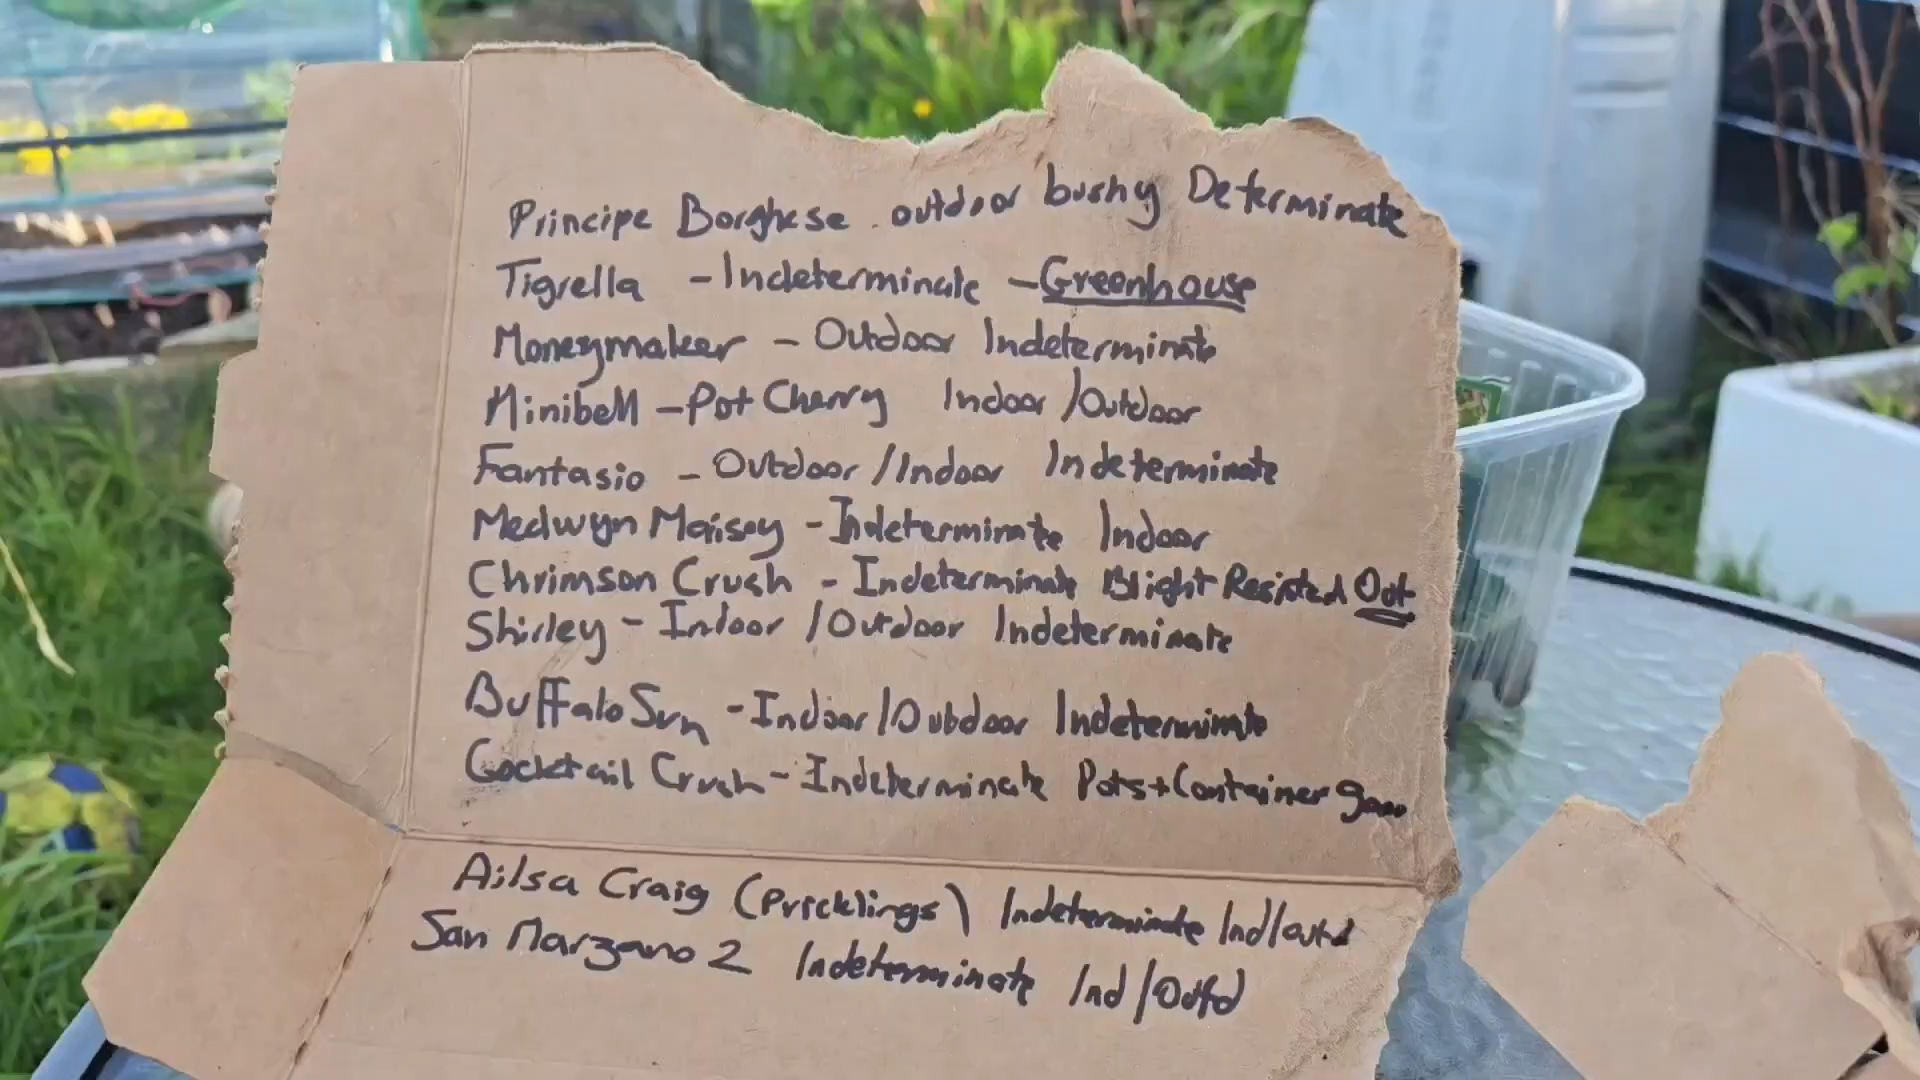 Principe Borghese . outdoor bushy Determinate
Tigrella - Indeterminate - Greenhouse
Moneymaker - Outdoor Indeterminate
Minibell - Pot Cherry Indoor / Outdoor
Fantasio - Outdoor / Indoor Indeterminate
Medwyn Maisey - Indeterminate Indoor
Chrimson Crush - Indeterminate Blight Resisted Out
Shirley - Indoor / Outdoor Indeterminate
Buffalo Sun - Indoor / Outdoor Indeterminate
Cocktail Crush - Indeterminate Pots + Container
Ailsa Craig (Pricklings) Indeterminate Ind/outd
San Marzano 2 Indeterminate Ind/Outd